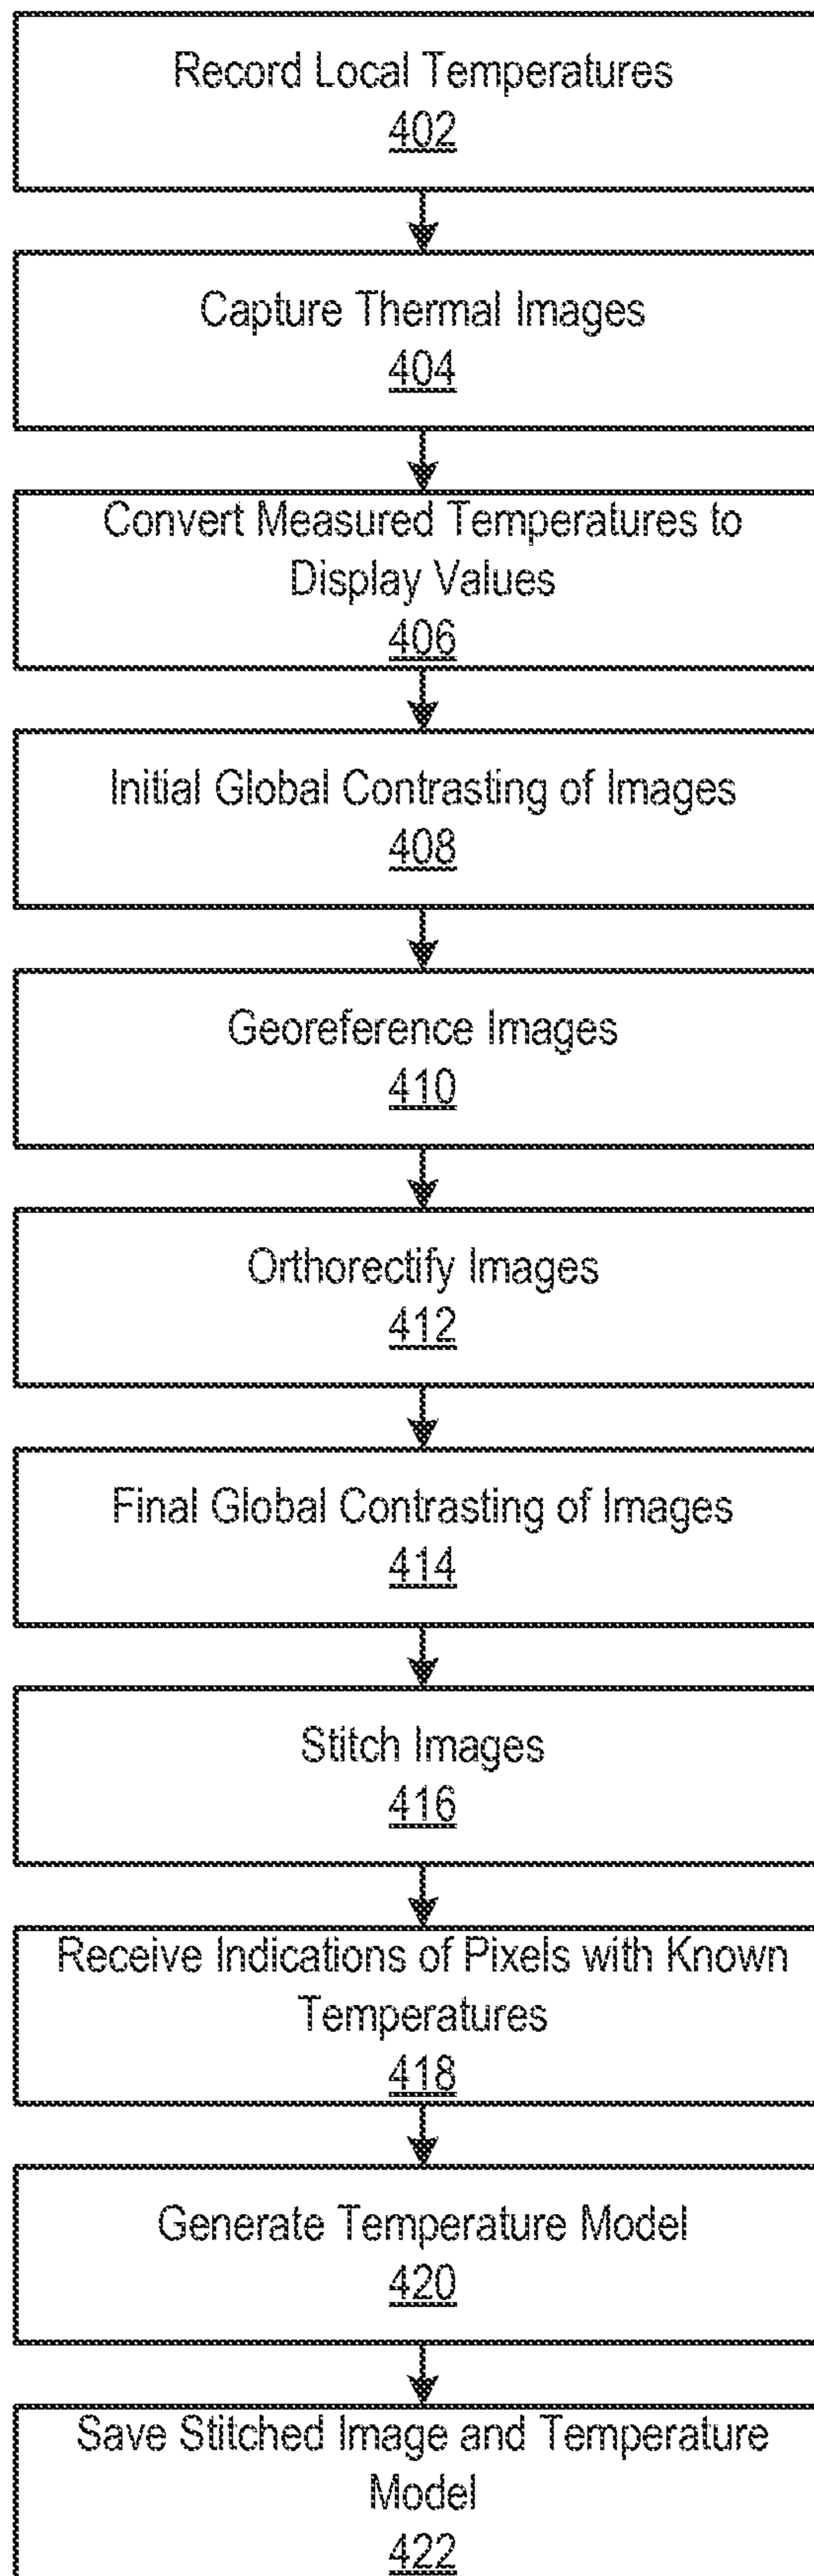 Record Local Temperatures
402
Capture Thermal Images
404
Convert Measured Temperatures to
Display Values
406
Initial Global Contrasting of Images
408
Georeference Images
410
Orthorectify Images
412
Final Global Contrasting of Images
414
Stitch Images
416
Receive Indications of Pixels with Known
Temperatures
418
Generate Temperature Model
420
Save Stitched Image and Temperature
Model
422